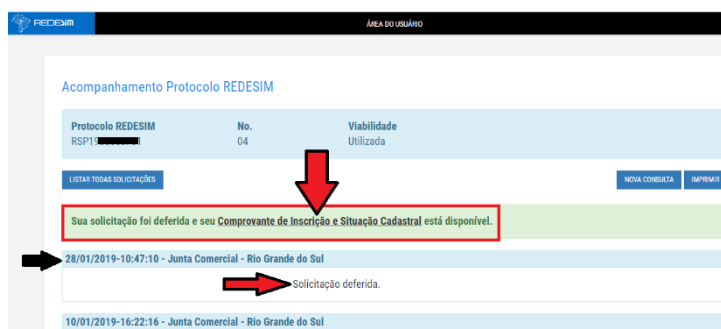 REDESIM
ÁREA DO USUÁRIO
Acompanhamento Protocolo REDESIM
Protocolo REDESIM No. Viabilidade
RSP19 1 04 Utilizada
LISTAR TODAS SOLICITAÇÕES NOVA CONSULTA IMPRIMIR
Sua solicitação foi deferida e seu Comprovante de Inscrição e Situação Cadastral está disponível.
28/01/2019-10:47:10 - Junta Comercial - Rio Grande do Sul
Solicitação deferida.
10/01/2019-16:22:16 - Junta Comercial - Rio Grande do Sul